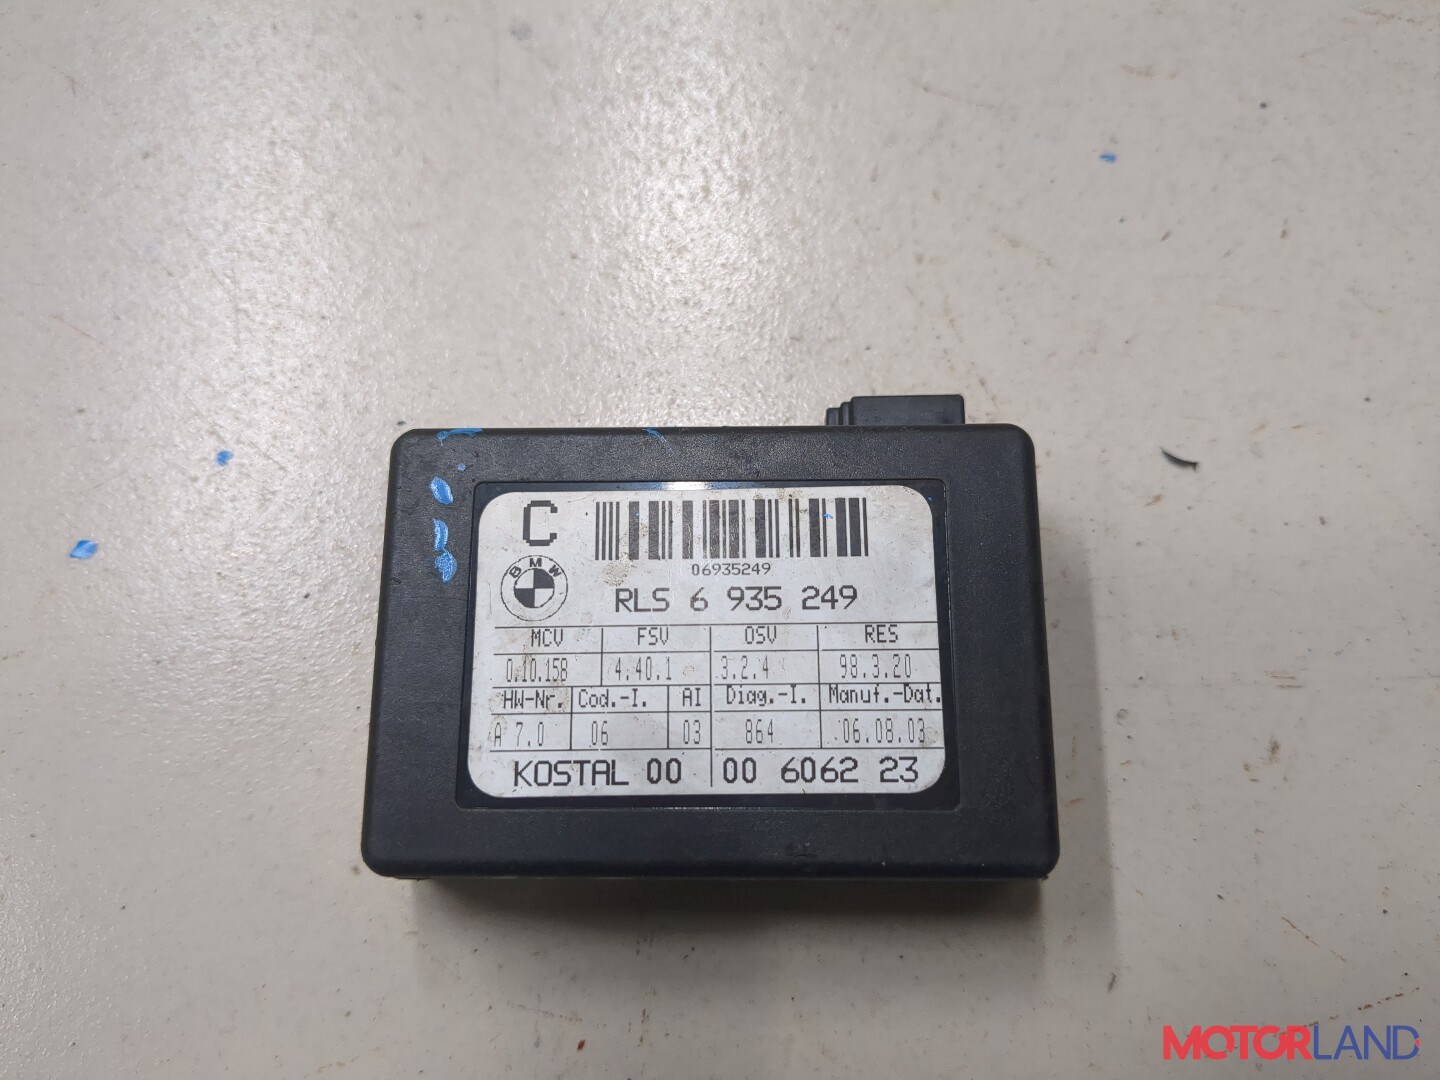 C
06935249
BMW
RLS 6 935 249
MCV FSV OSV RES
0.10.158 4.40.1 3.2.4 98.3.20
HW-Nr. Cod.-I. AI Diag.-I. Manuf.-Dat.
A 7.0 06 03 864 06.08.03
KOSTAL 00 00 6062 23
MOTORLAND